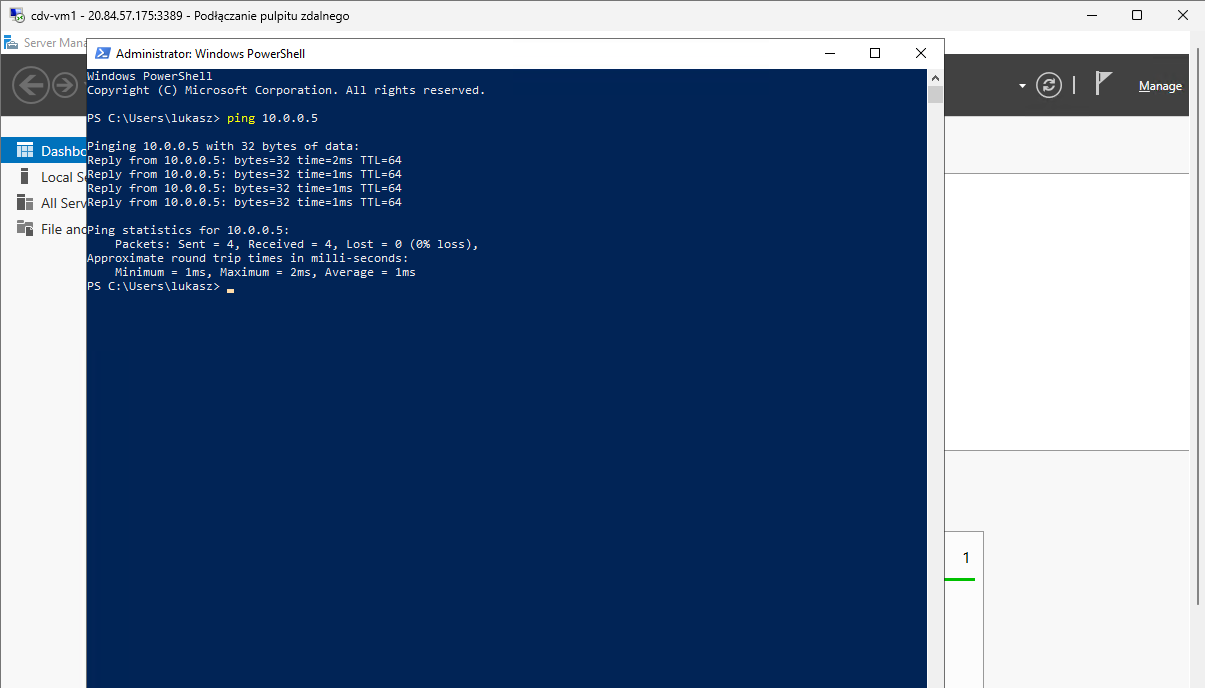 cdv-vm1 - 20.84.57.175:3389 - Podłączanie pulpitu zdalnego
Server Mana
Administrator: Windows PowerShell
Manage
Dashbo
Local Se
All Serv
File and
Windows PowerShell
Copyright (C) Microsoft Corporation. All rights reserved.
PS C:\Users\lukasz> ping 10.0.0.5
Pinging 10.0.0.5 with 32 bytes of data:
Reply from 10.0.0.5: bytes=32 time=2ms TTL=64
Reply from 10.0.0.5: bytes=32 time=1ms TTL=64
Reply from 10.0.0.5: bytes=32 time=1ms TTL=64
Reply from 10.0.0.5: bytes=32 time=1ms TTL=64
Ping statistics for 10.0.0.5:
    Packets: Sent = 4, Received = 4, Lost = 0 (0% loss),
Approximate round trip times in milli-seconds:
    Minimum = 1ms, Maximum = 2ms, Average = 1ms
PS C:\Users\lukasz>
1